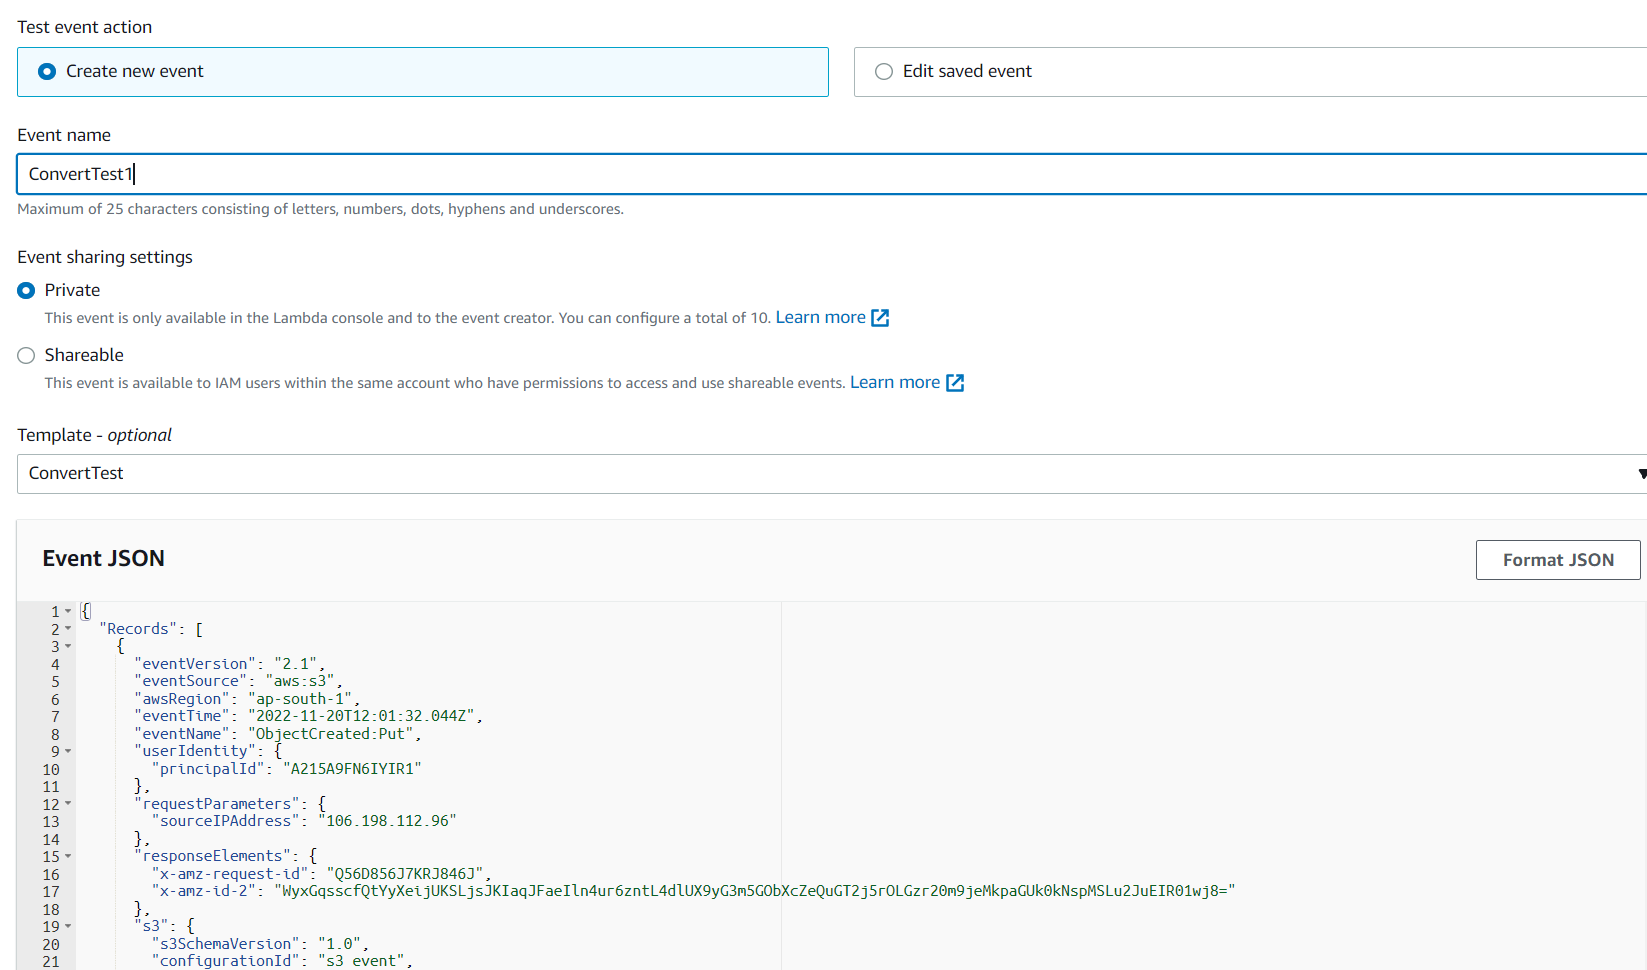 Test event action
Create new event
Edit saved event
Event name
ConvertTest1
Maximum of 25 characters consisting of letters, numbers, dots, hyphens and underscores.
Event sharing settings
Private
This event is only available in the Lambda console and to the event creator. You can configure a total of 10. Learn more
Shareable
This event is available to IAM users within the same account who have permissions to access and use shareable events. Learn more
Template - optional
ConvertTest
Event JSON
Format JSON
1 {
2 "Records": [
3 {
4 "eventVersion": "2.1",
5 "eventSource": "aws:s3",
6 "awsRegion": "ap-south-1",
7 "eventTime": "2022-11-20T12:01:32.044Z",
8 "eventName": "ObjectCreated:Put",
9 "userIdentity": {
10 "principalId": "A215A9FN6IYIR1"
11 },
12 "requestParameters": {
13 "sourceIPAddress": "106.198.112.96"
14 },
15 "responseElements": {
16 "x-amz-request-id": "Q56D856J7KRJ846J",
17 "x-amz-id-2": "WyxGqsscfQtYyXeijUKSLjsJKIaqJFaeIln4ur6zntL4dlUX9yG3m5GObXcZeQuGT2j5rOLGzr20m9jeMkpaGUk0kNspMSLu2JuEIR01wj8="
18 },
19 "s3": {
20 "s3SchemaVersion": "1.0",
21 "configurationId": "s3 event",